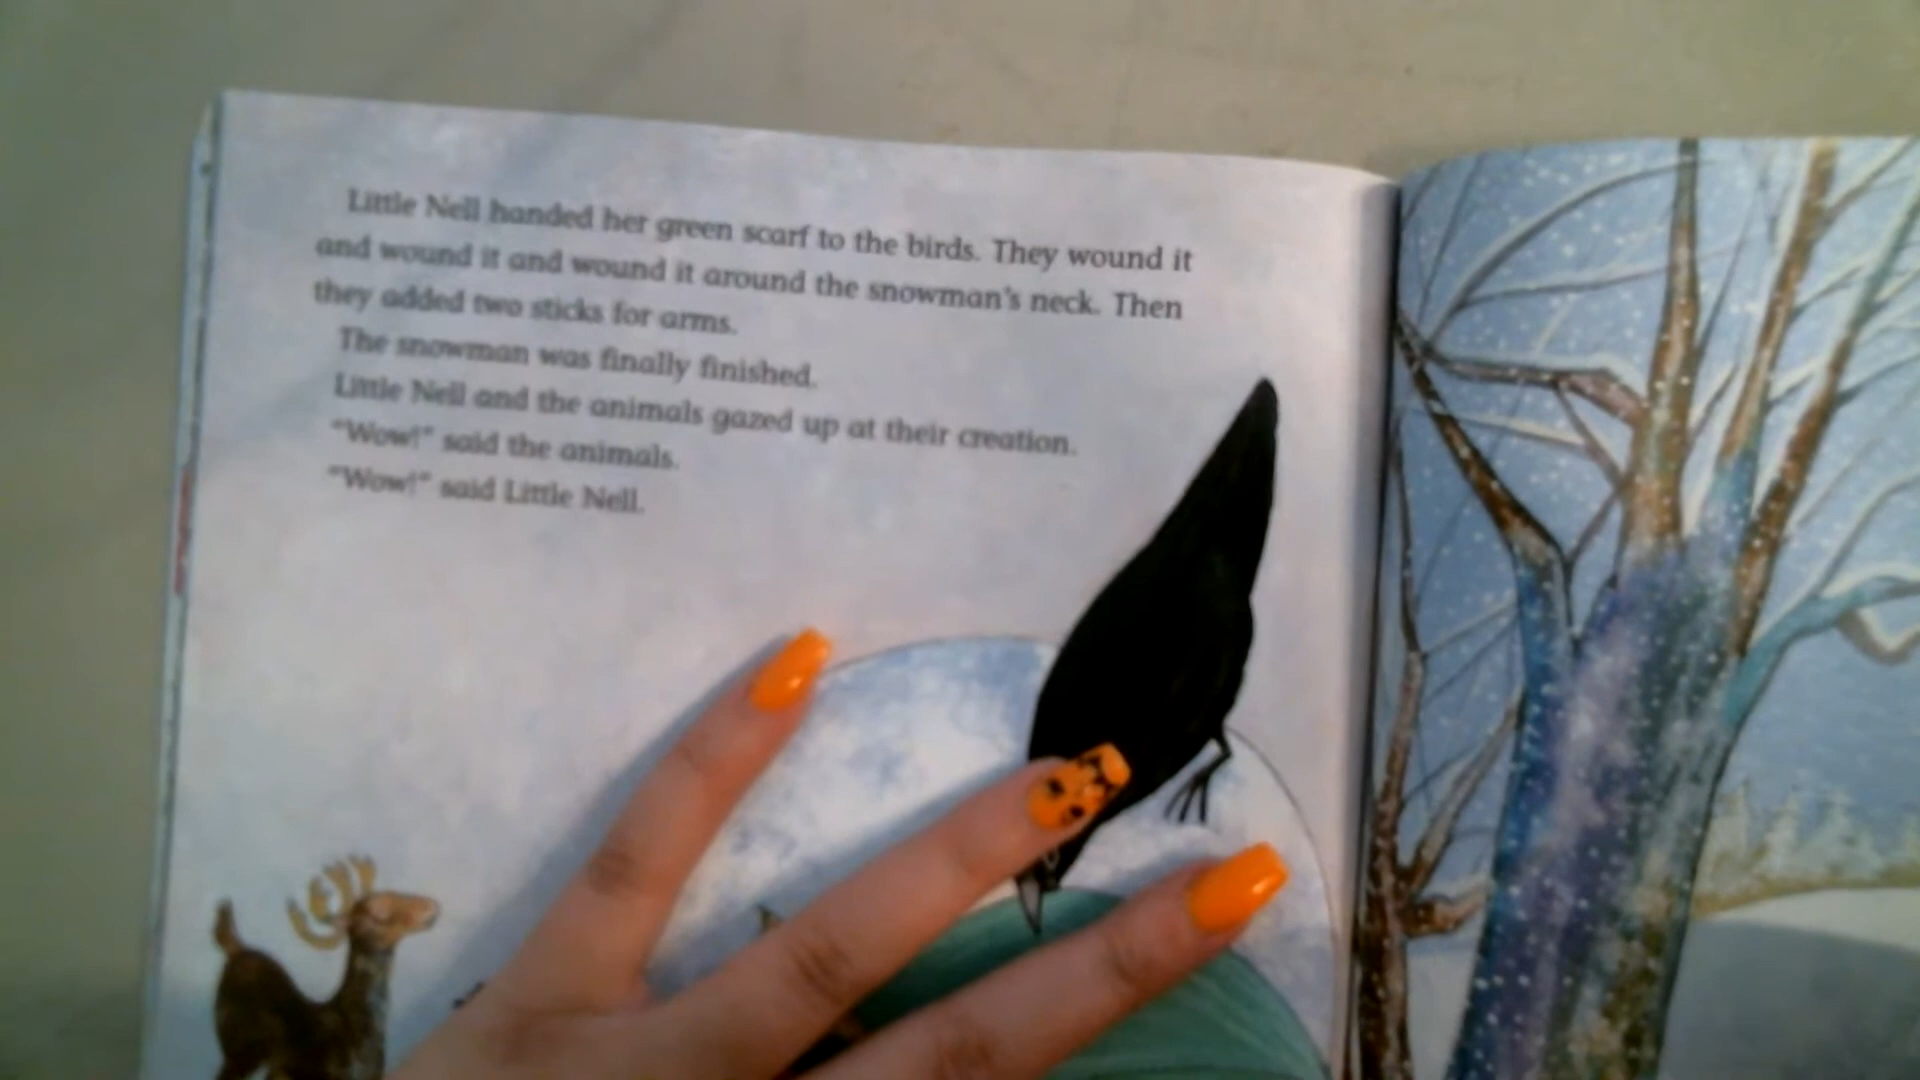 Little Nell handed her green scarf to the birds. They wound it
and wound it and wound it around the snowman's neck. Then
they added two sticks for arms.
The snowman was finally finished.
Little Nell and the animals gazed up at their creation.
"Wow!" said the animals.
"Wow!" said Little Nell.